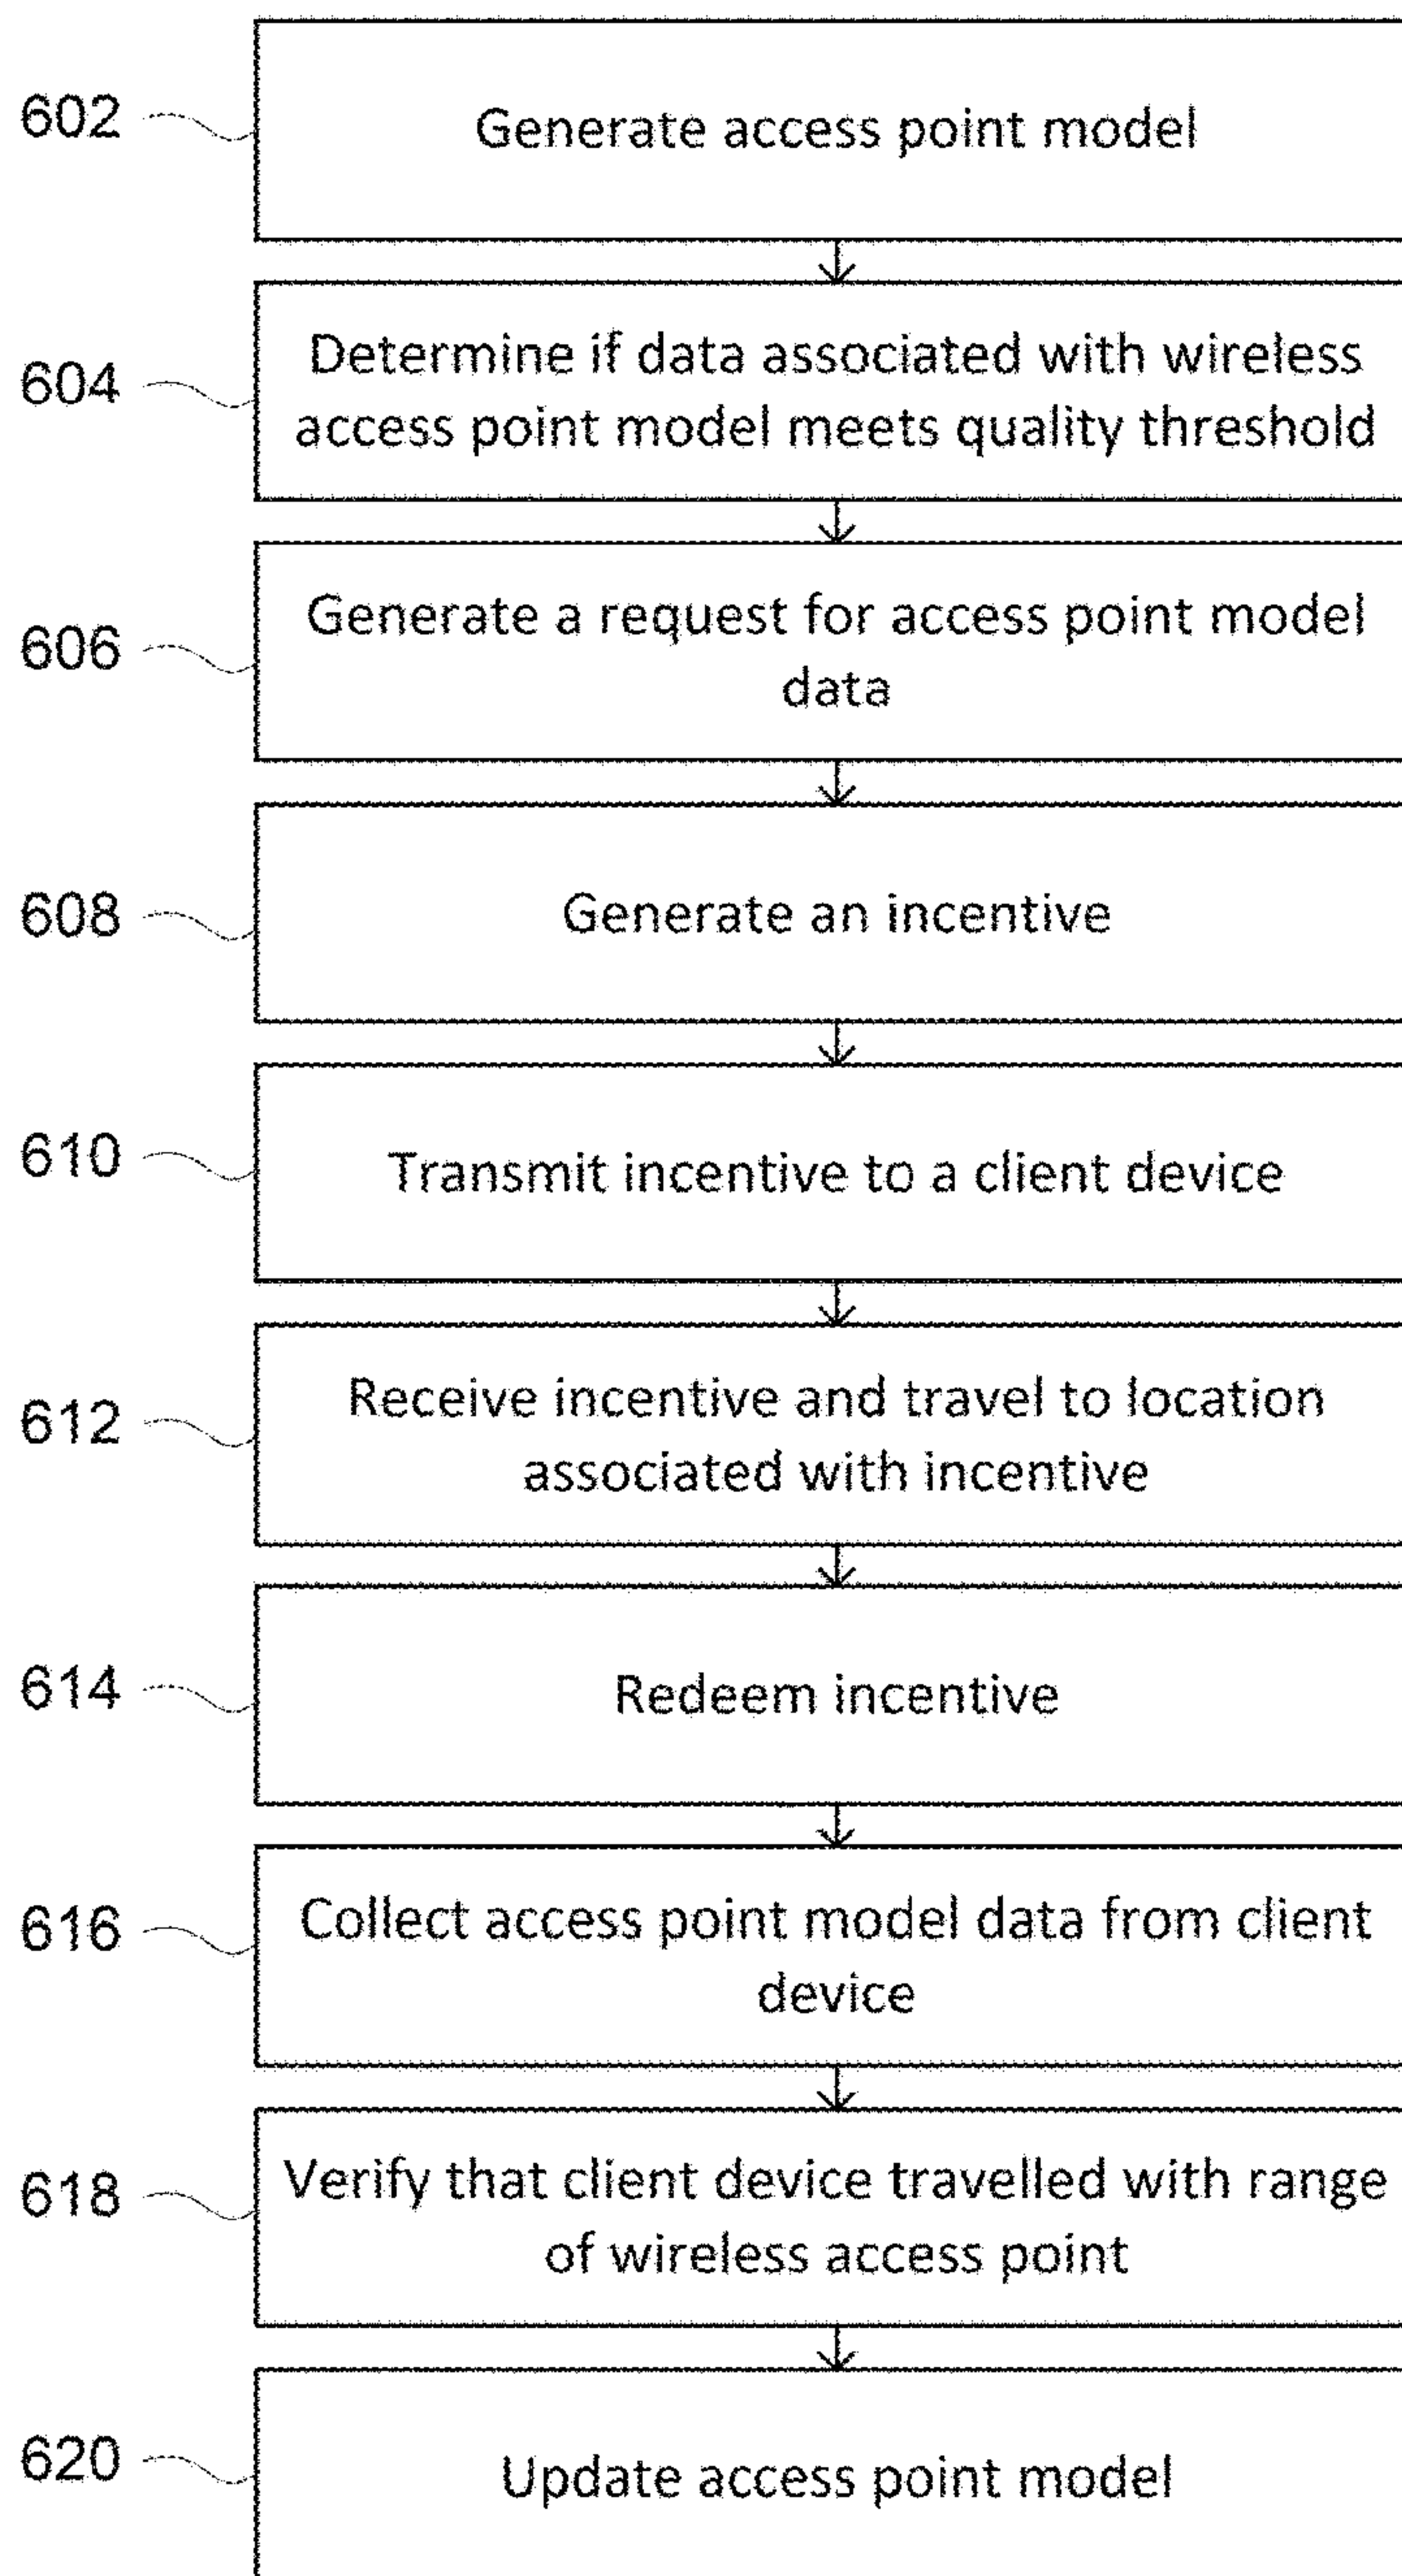 602
Generate access point model
604
Determine if data associated with wireless
access point model meets quality threshold
606
Generate a request for access point model
data
608
Generate an incentive
610
Transmit incentive to a client device
612
Receive incentive and travel to location
associated with incentive
614
Redeem incentive
616
Collect access point model data from client
device
618
Verify that client device travelled with range
of wireless access point
620
Update access point model